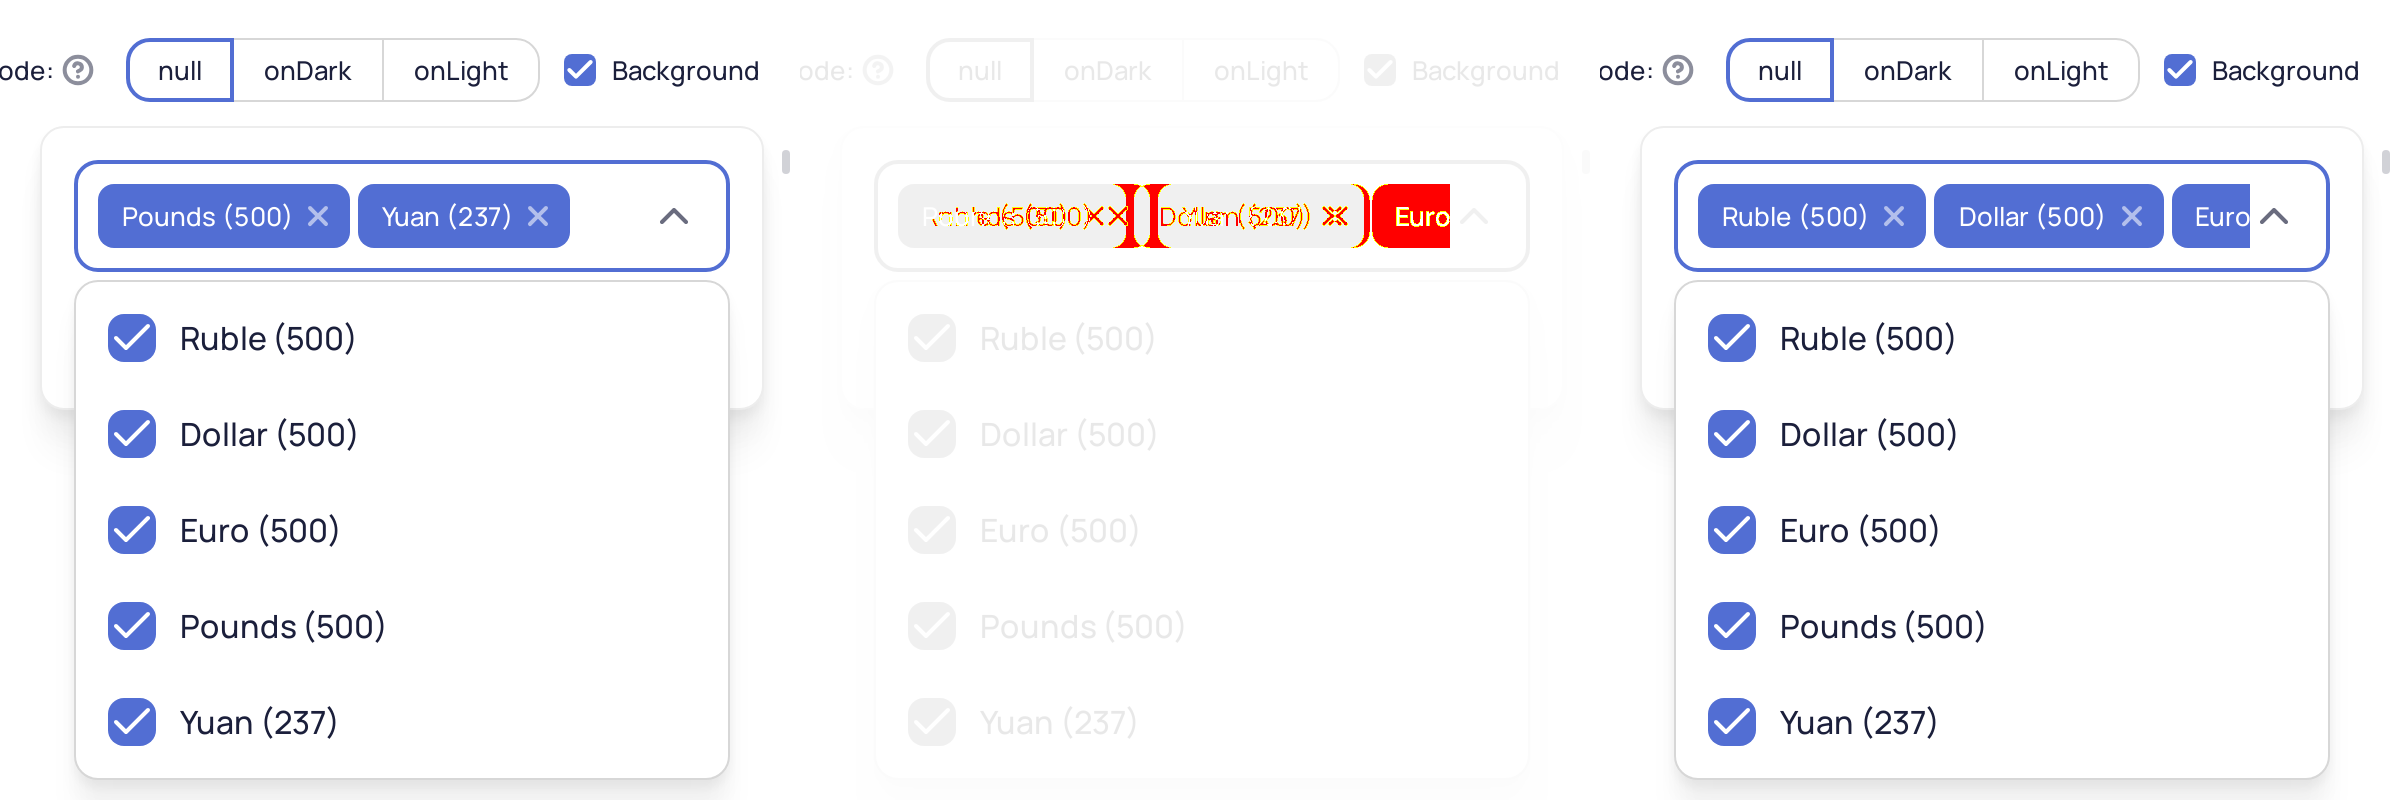 ode: null onDark onLight Background
Pounds (500) Yuan (237)
Ruble (500)
Dollar (500)
Euro (500)
Pounds (500)
Yuan (237)
ode: null onDark onLight Background
Euro
Ruble (500)
Dollar (500)
Euro (500)
Pounds (500)
Yuan (237)
ode: null onDark onLight Background
Ruble (500) Dollar (500) Euro
Ruble (500)
Dollar (500)
Euro (500)
Pounds (500)
Yuan (237)